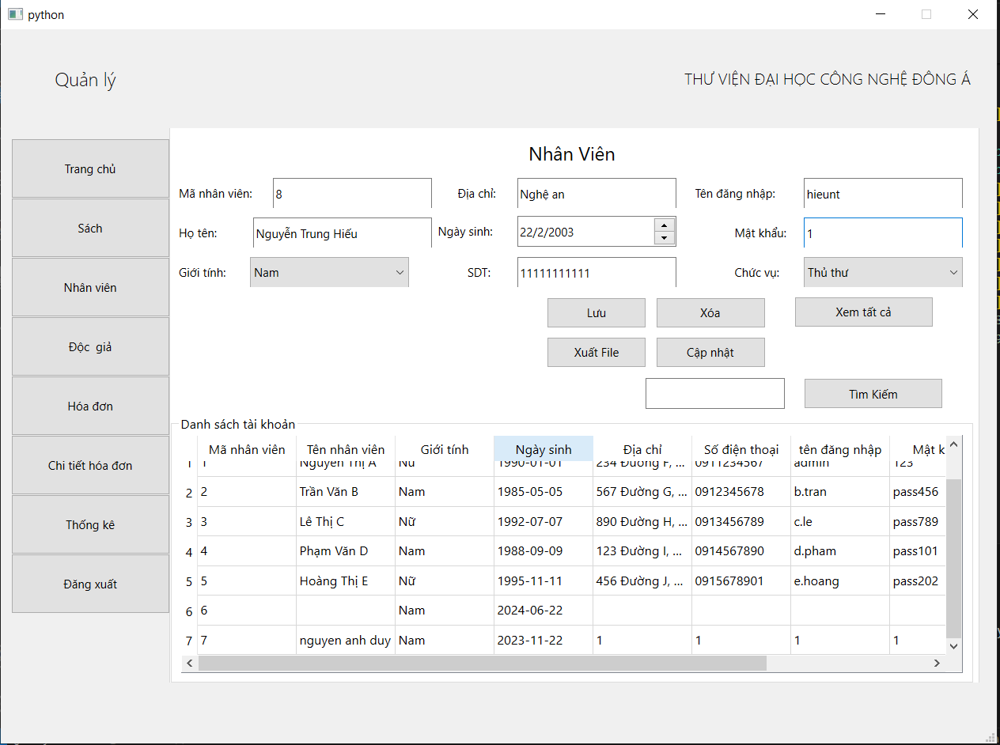 python
Quản lý
THƯ VIỆN ĐẠI HỌC CÔNG NGHỆ ĐÔNG Á
Trang chủ
Sách
Nhân viên
Độc giả
Hóa đơn
Chi tiết hóa đơn
Thống kê
Đăng xuất
Nhân Viên
Mã nhân viên: 8 Địa chỉ: Nghệ an Tên đăng nhập: hieunt
Họ tên: Nguyễn Trung Hiếu Ngày sinh: 22/2/2003 Mật khẩu: 1
Giới tính: Nam SDT: 11111111111 Chức vụ: Thủ thư
Lưu Xóa Xem tất cả
Xuất File Cập nhật
Tìm Kiếm
Danh sách tài khoản
Mã nhân viên Tên nhân viên Giới tính Ngày sinh Địa chỉ Số điện thoại tên đăng nhập Mật k
1 1 Nguyễn Thị A Nữ 1990-01-01 234 Đường F, ... 0911234567 admin 123
2 2 Trần Văn B Nam 1985-05-05 567 Đường G, ... 0912345678 b.tran pass456
3 3 Lê Thị C Nữ 1992-07-07 890 Đường H, ... 0913456789 c.le pass789
4 4 Phạm Văn D Nam 1988-09-09 123 Đường I, ... 0914567890 d.pham pass101
5 5 Hoàng Thị E Nữ 1995-11-11 456 Đường J, ... 0915678901 e.hoang pass202
6 6 Nam 2024-06-22
7 7 nguyen anh duy Nam 2023-11-22 1 1 1 1